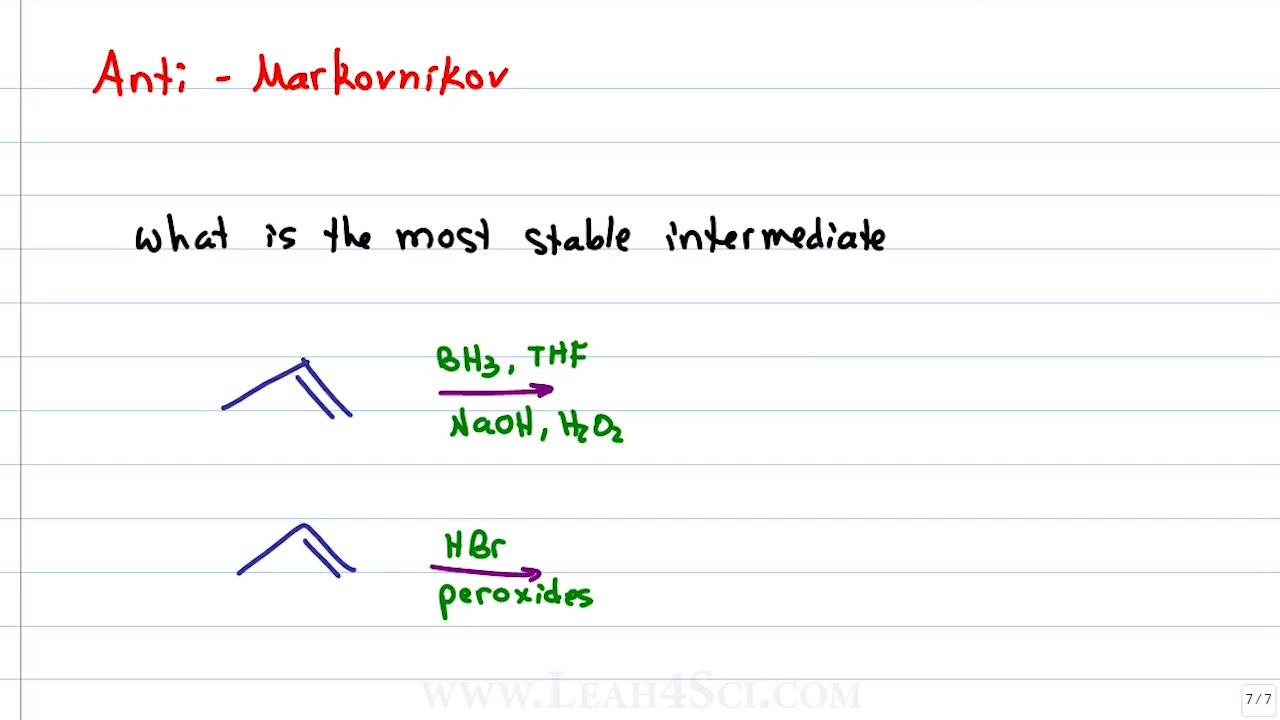 Anti - Markovnikov
what is the most stable intermediate
BH3, THF
NaOH, H2O2
HBr
peroxides
www.Leah4Sci.com
7/7